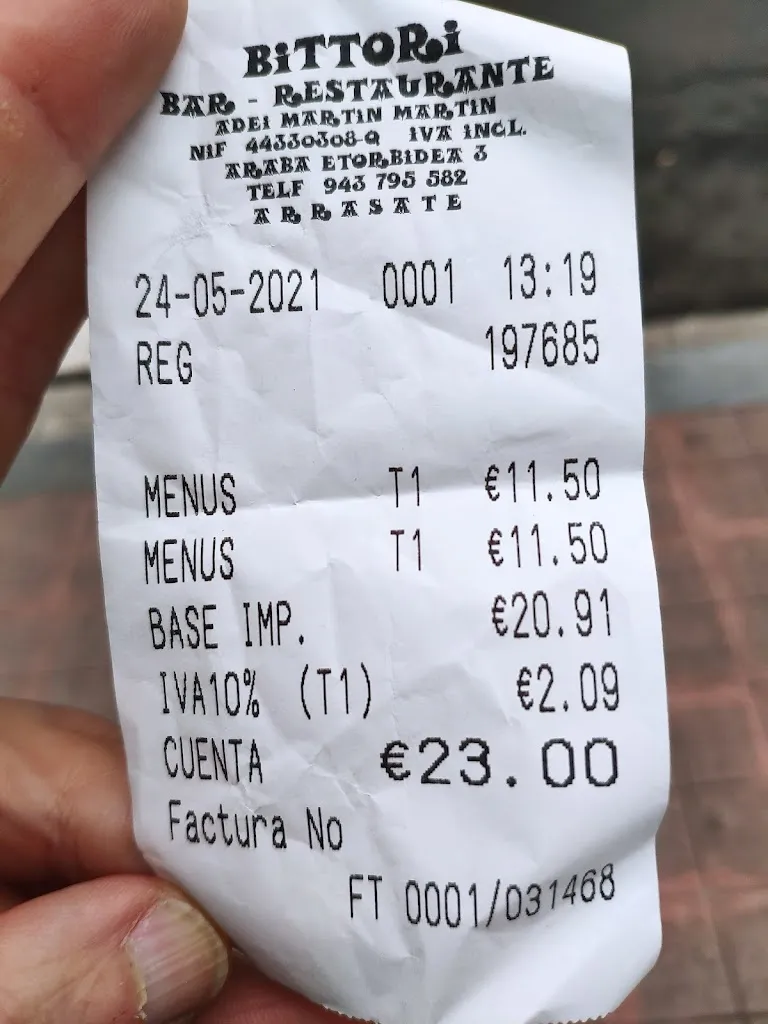 BiTTORi
BAR - RESTAURANTE
ADEi MARTiN MARTiN
NiF 44330308-Q iVA iNCL.
ARABA ETORBiDEA 3
TELF 943 795 582
ARRASATE
24-05-2021 0001 13:19
REG 197685
MENUS T1 €11.50
MENUS T1 €11.50
BASE IMP. €20.91
IVA10% (T1) €2.09
CUENTA €23.00
Factura No
FT 0001/031468